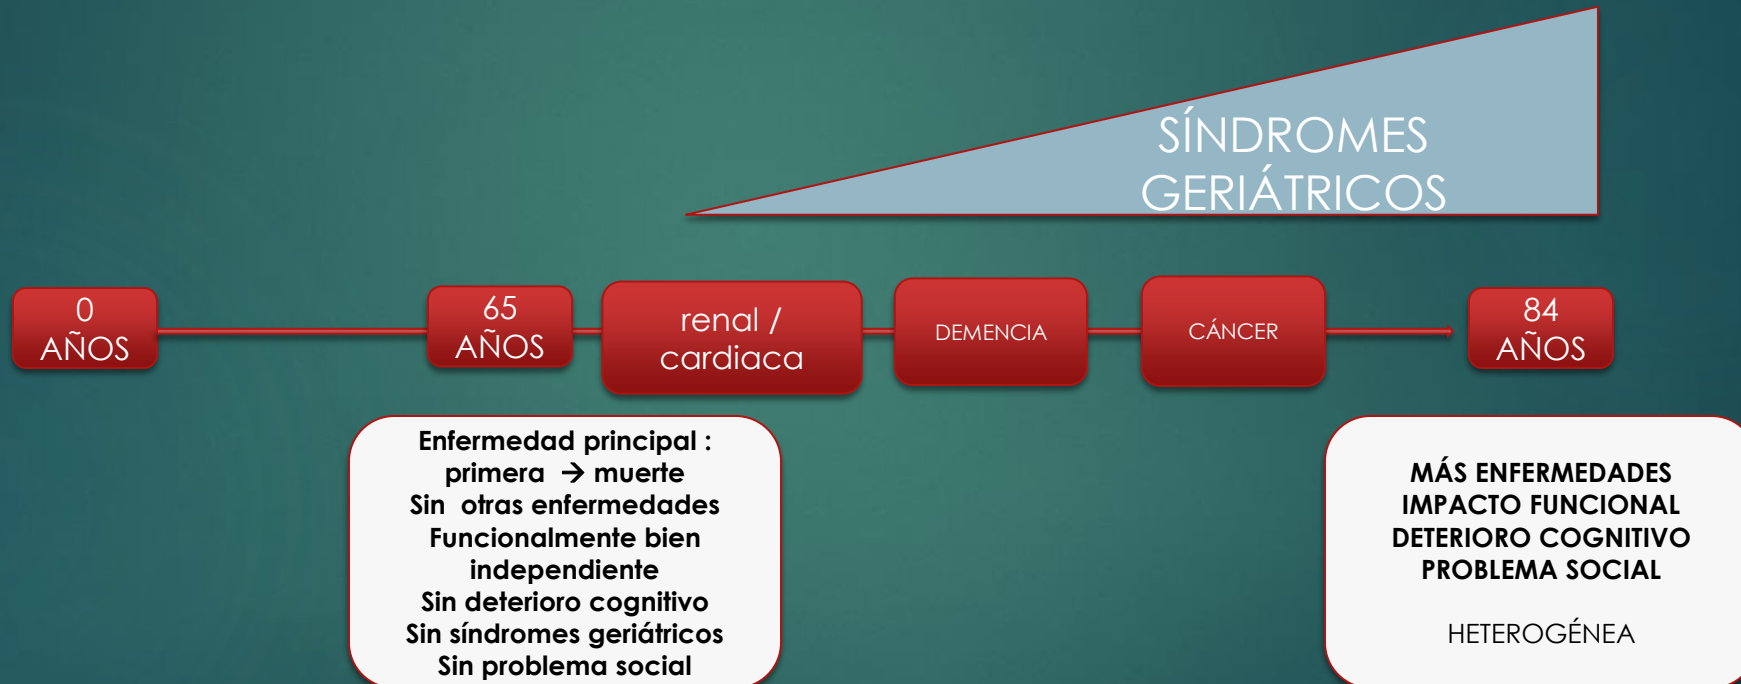 SÍNDROMES
GERIÁTRICOS
0
AÑOS
65
AÑOS
renal /
cardiaca
DEMENCIA
CÁNCER
84
AÑOS
Enfermedad principal :
primera → muerte
Sin otras enfermedades
Funcionalmente bien
independiente
Sin deterioro cognitivo
Sin síndromes geriátricos
Sin problema social
MÁS ENFERMEDADES
IMPACTO FUNCIONAL
DETERIORO COGNITIVO
PROBLEMA SOCIAL
HETEROGÉNEA